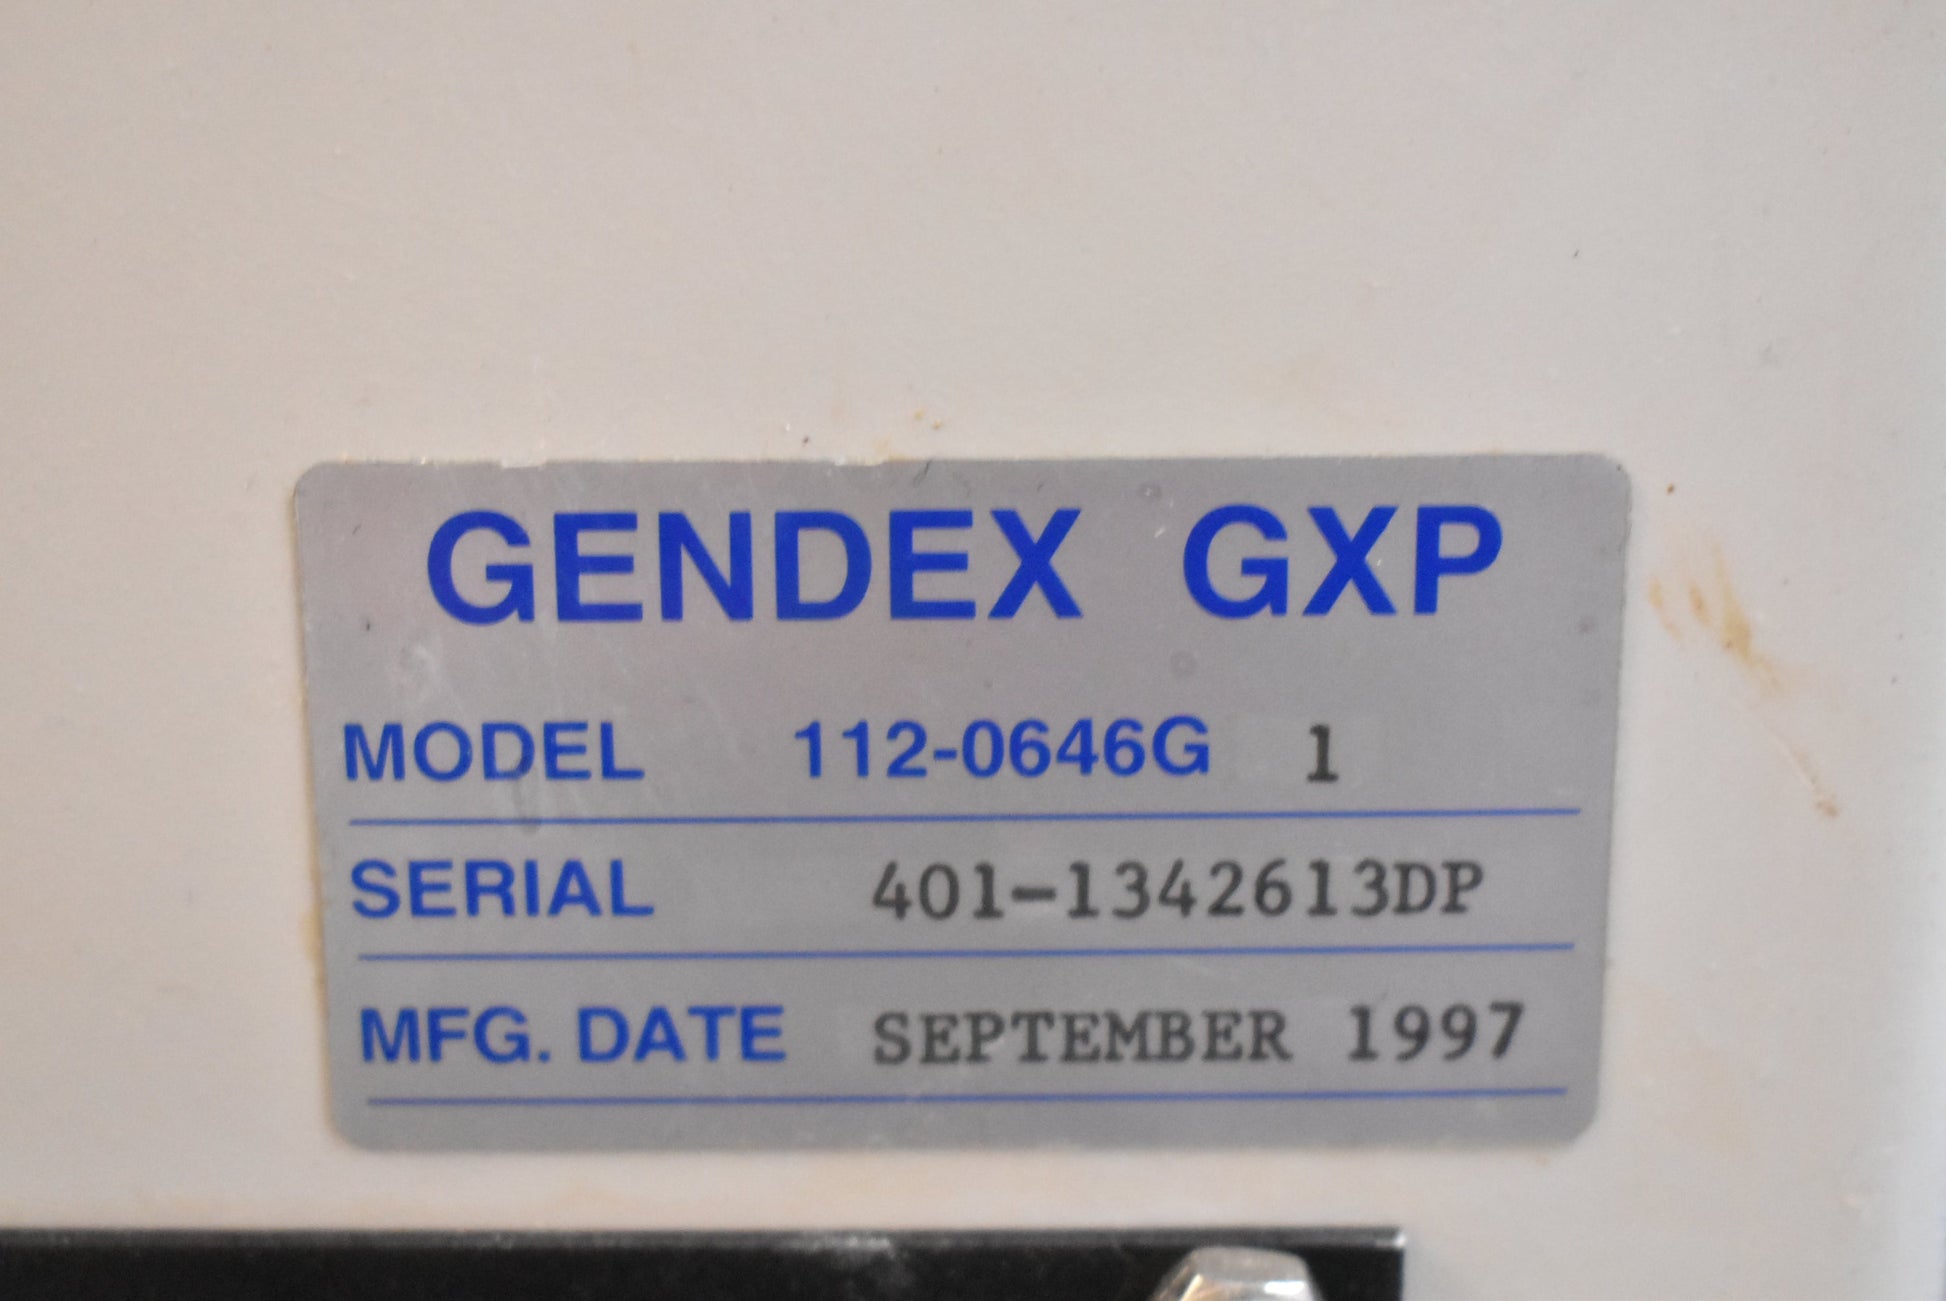 GENDEX GXP
MODEL 112-0646G 1
SERIAL 401-1342613DP
MFG. DATE SEPTEMBER 1997